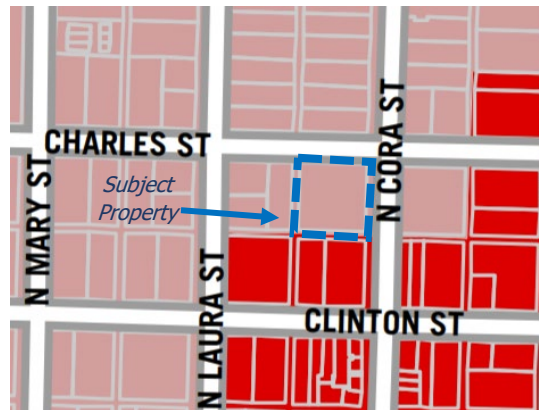 CHARLES ST
N CORA ST
N MARY ST
Subject
Property
N LAURA ST
CLINTON ST